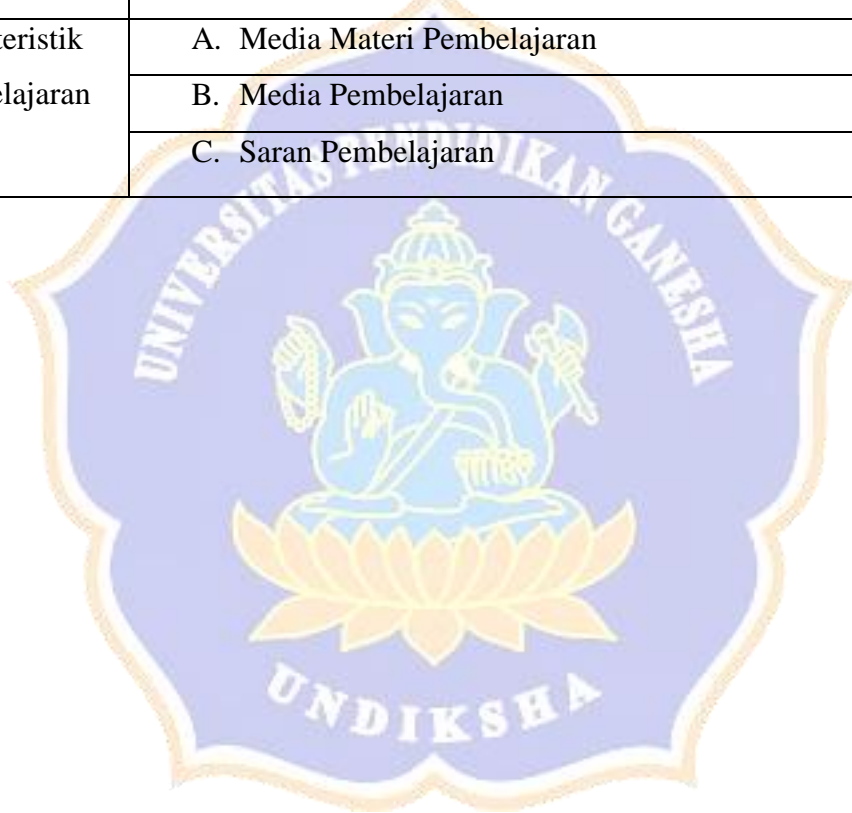 teristik
A. Media Materi Pembelajaran
elajaran
B. Media Pembelajaran
C. Saran Pembelajaran
UNIVERSITAS PENDIDIKAN GANESHA
UNDIKSHA